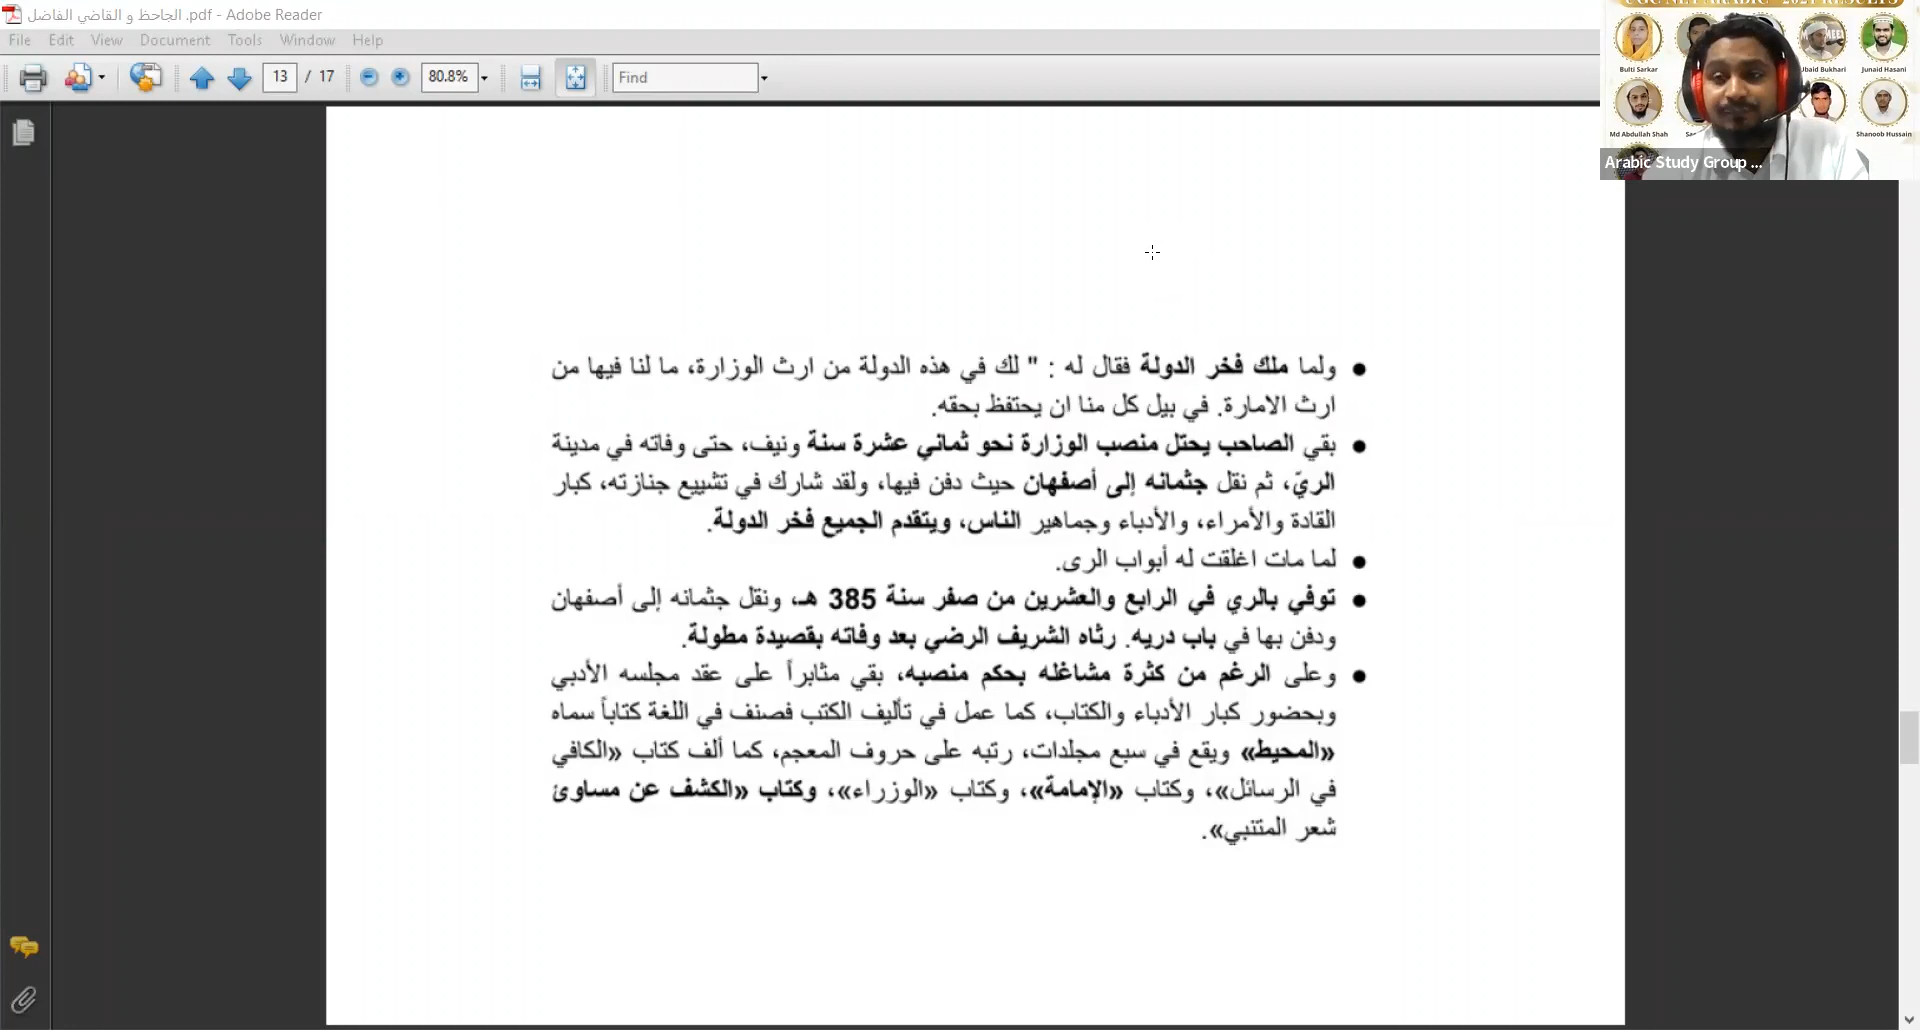 الجاحظ و القاضي الفاضل .pdf - Adobe Reader
File Edit View Document Tools Window Help
13 / 17 80.8% Find
UGC NET ARABIC - 2021 RESULTS
Bulti Sarkar
Junaid Hasani
Md Abdullah Shah
Shanoob Hussain
Arabic Study Group ...
ولما ملك فخر الدولة فقال له : " لك في هذه الدولة من ارث الوزارة، ما لنا فيها من
ارث الامارة. في بيل كل منا ان يحتفظ بحقه.
بقي الصاحب يحتل منصب الوزارة نحو ثماني عشرة سنة ونيف، حتى وفاته في مدينة
الريّ، ثم نقل جثمانه إلى أصفهان حيث دفن فيها، ولقد شارك في تشييع جنازته، كبار
القادة والأمراء، والأدباء وجماهير الناس، ويتقدم الجميع فخر الدولة.
لما مات اغلقت له أبواب الرى.
توفي بالري في الرابع والعشرين من صفر سنة 385 هـ، ونقل جثمانه إلى أصفهان
ودفن بها في باب دريه. رثاه الشريف الرضي بعد وفاته بقصيدة مطولة.
وعلى الرغم من كثرة مشاغله بحكم منصبه، بقي مثابراً على عقد مجلسه الأدبي
وبحضور كبار الأدباء والكتاب، كما عمل في تأليف الكتب فصنف في اللغة كتاباً سماه
«المحيط» ويقع في سبع مجلدات، رتبه على حروف المعجم، كما ألف كتاب «الكافي
في الرسائل»، وكتاب «الإمامة»، وكتاب «الوزراء»، وكتاب «الكشف عن مساوئ
شعر المتنبي».